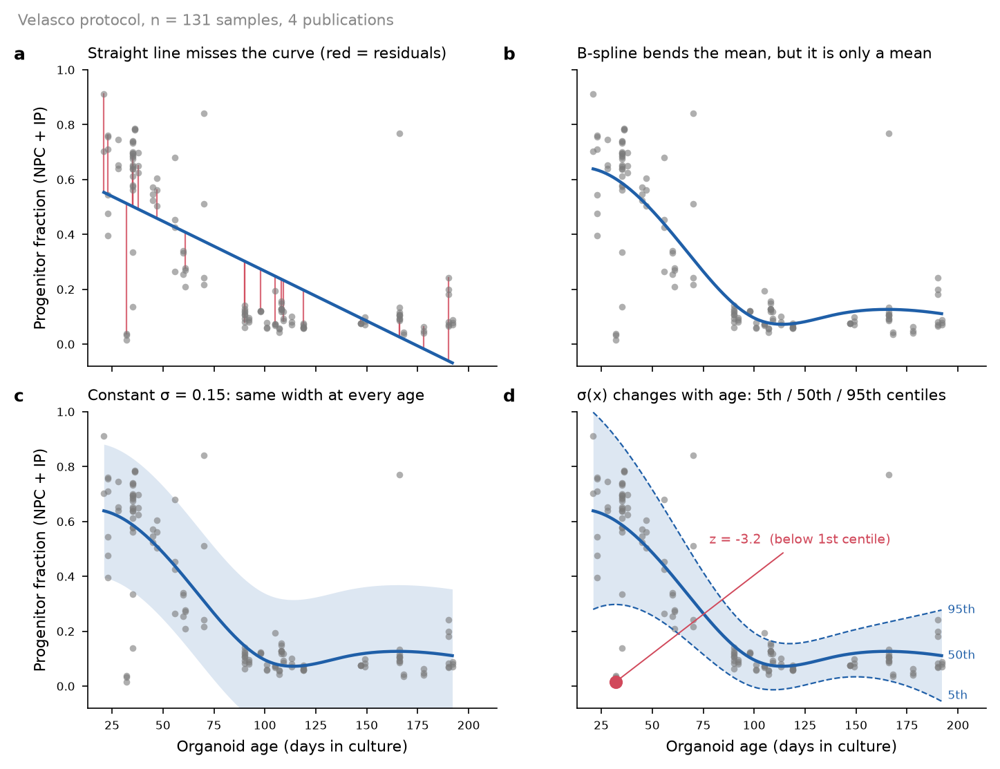 Velasco protocol, n = 131 samples, 4 publications
a
Straight line misses the curve (red = residuals)
Progenitor fraction (NPC + IP)
1.0
0.8
0.6
0.4
0.2
0.0
b
B-spline bends the mean, but it is only a mean
c
Constant σ = 0.15: same width at every age
Progenitor fraction (NPC + IP)
1.0
0.8
0.6
0.4
0.2
0.0
25 50 75 100 125 150 175 200
Organoid age (days in culture)
d
σ(x) changes with age: 5th / 50th / 95th centiles
z = -3.2 (below 1st centile)
95th
50th
5th
25 50 75 100 125 150 175 200
Organoid age (days in culture)